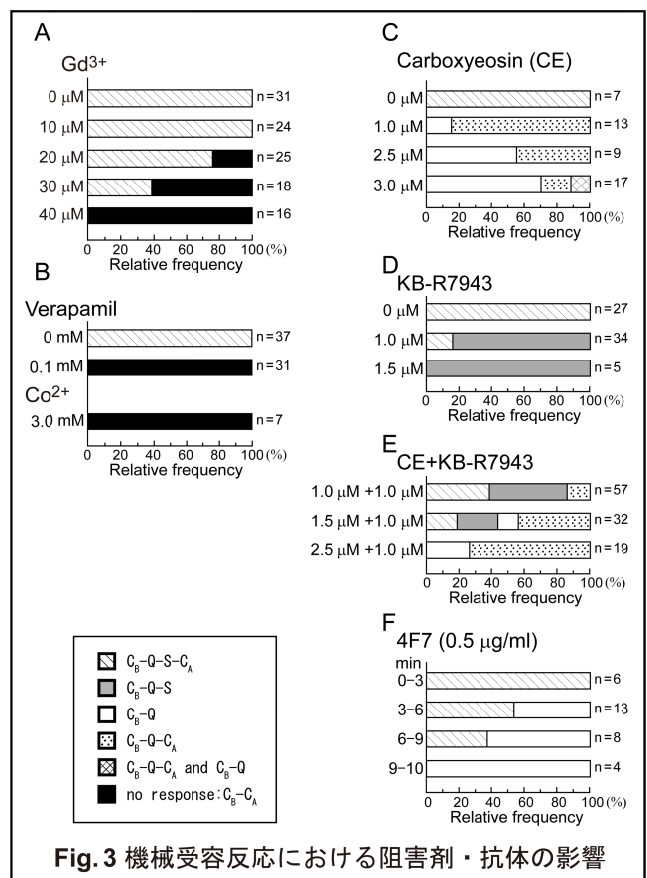 A
Gd3+
0 μM n=31
10 μM n=24
20 μM n=25
30 μM n=18
40 μM n=16
0 20 40 60 80 100(%)
Relative frequency
B
Verapamil
0 mM n=37
0.1 mM n=31
Co2+
3.0 mM n=7
0 20 40 60 80 100(%)
Relative frequency
C
Carboxyeosin (CE)
0 μM n=7
1.0 μM n=13
2.5 μM n=9
3.0 μM n=17
0 20 40 60 80 100(%)
Relative frequency
D
KB-R7943
0 μM n=27
1.0 μM n=34
1.5 μM n=5
0 20 40 60 80 100(%)
Relative frequency
E
CE+KB-R7943
1.0 μM +1.0 μM n=57
1.5 μM +1.0 μM n=32
2.5 μM +1.0 μM n=19
0 20 40 60 80 100(%)
Relative frequency
F
4F7 (0.5 μg/ml)
min
0-3 n=6
3-6 n=13
6-9 n=8
9-10 n=4
0 20 40 60 80 100(%)
Relative frequency
CB-Q-S-CA
CB-Q-S
CB-Q
CB-Q-CA
CB-Q-CA and CB-Q
no response:CB-CA
Fig. 3 機械受容反応における阻害剤・抗体の影響